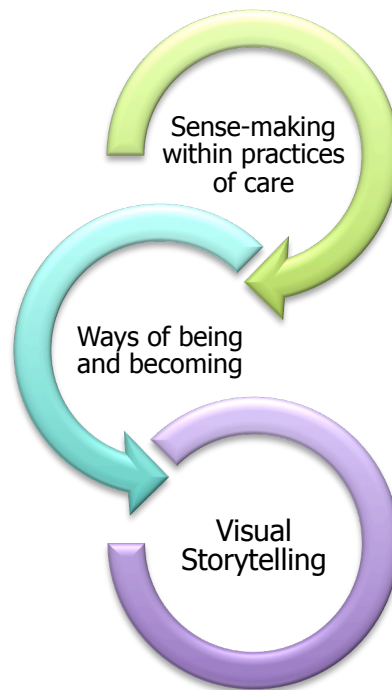 Sense-making
within practices
of care
Ways of being
and becoming
Visual
Storytelling